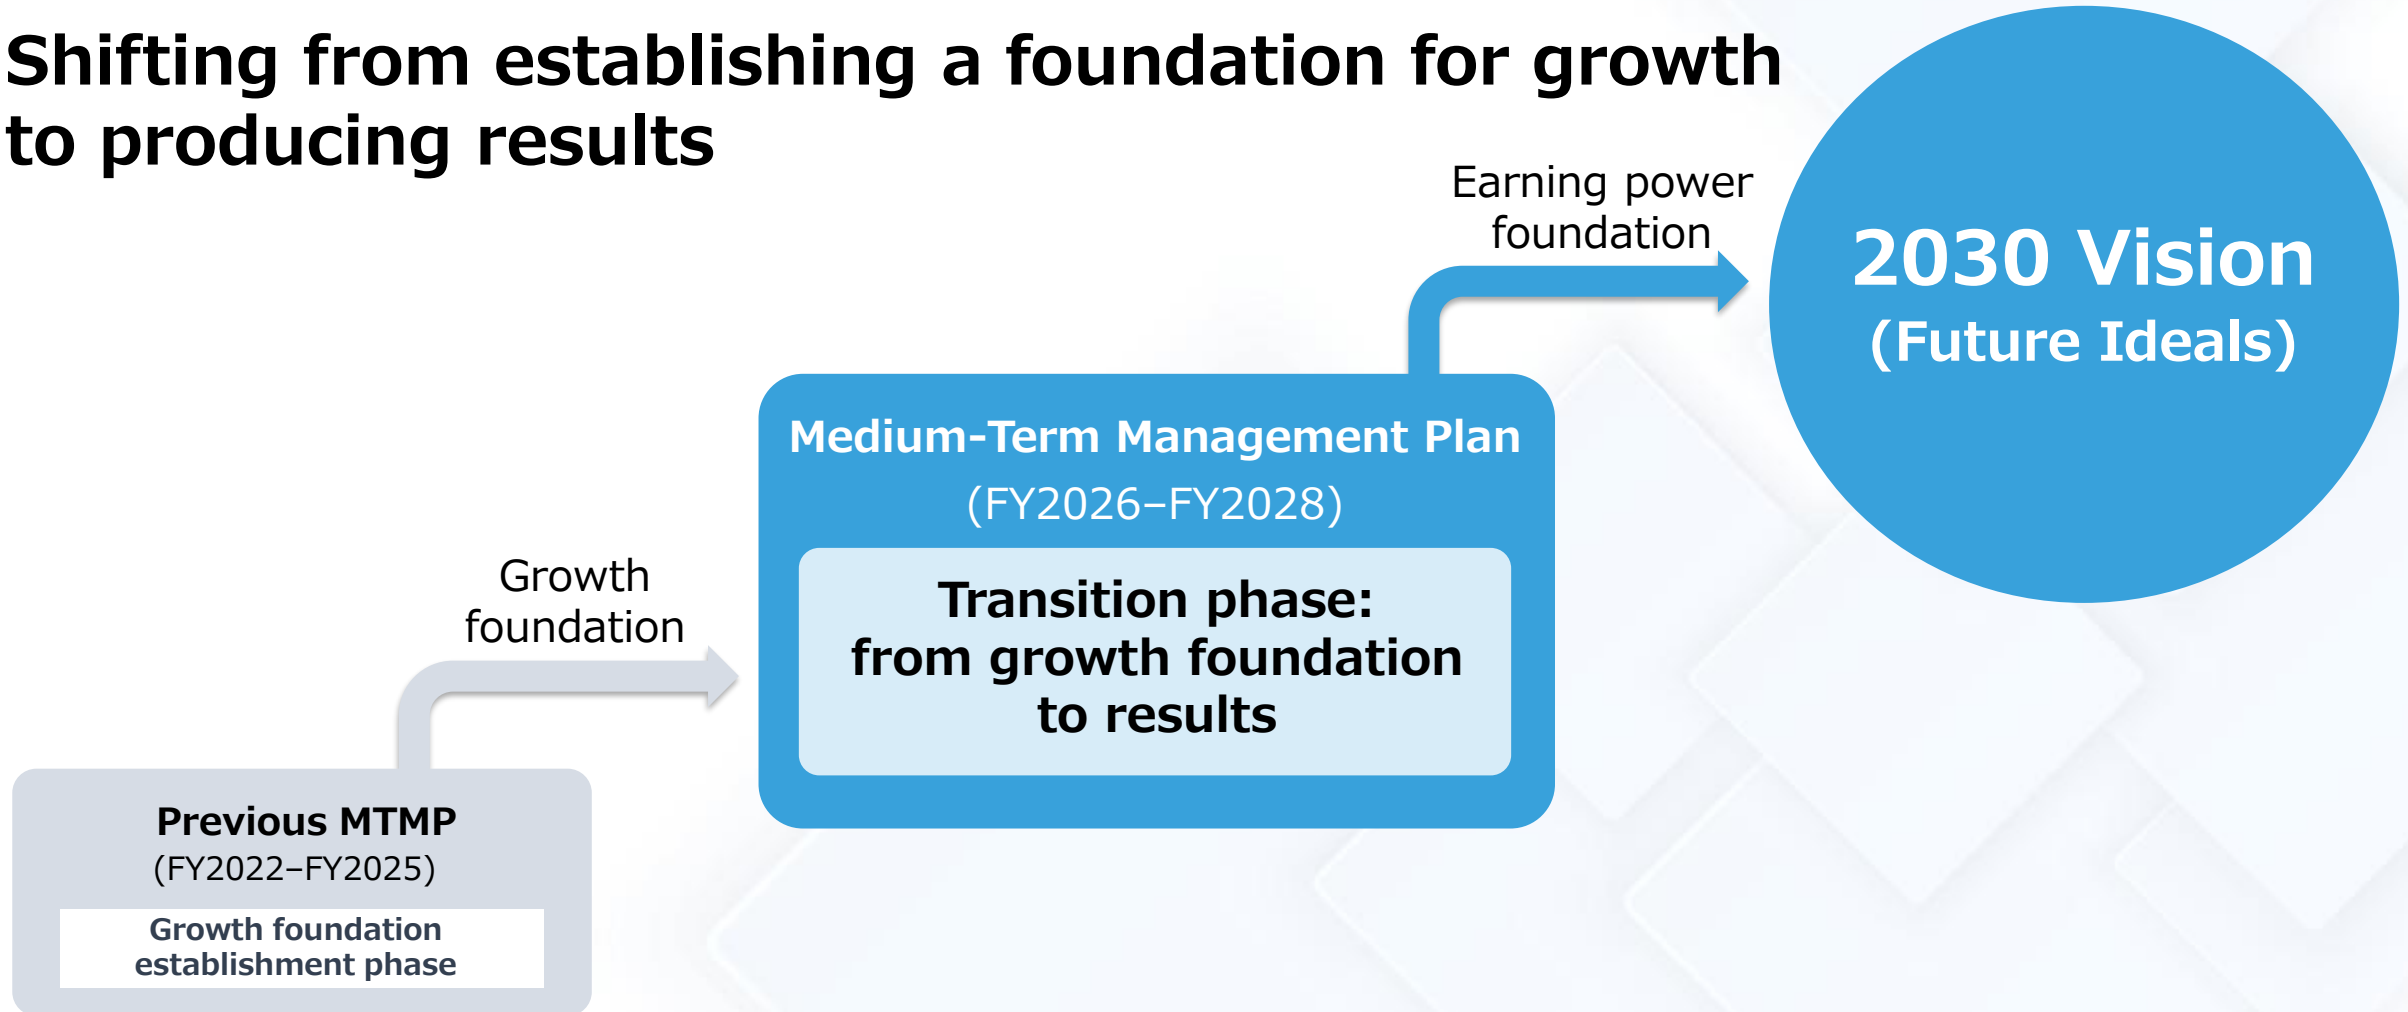 Shifting from establishing a foundation for growth
to producing results
Earning power
foundation
2030 Vision
(Future Ideals)
Medium-Term Management Plan
(FY2026–FY2028)
Transition phase:
from growth foundation
to results
Growth
foundation
Previous MTMP
(FY2022–FY2025)
Growth foundation
establishment phase